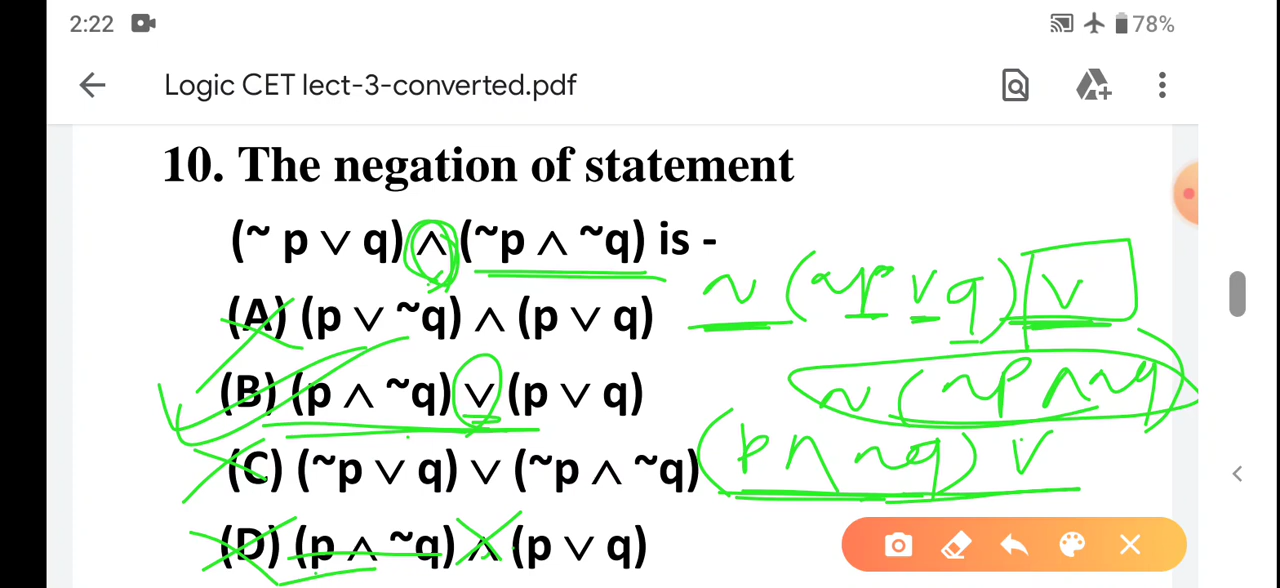 2:22 78%
Logic CET lect-3-converted.pdf
10. The negation of statement
(~ p ∨ q) ∧ (~p ∧ ~q) is -
~ (~p ∨ q) ∨
(A) (p ∨ ~q) ∧ (p ∨ q)
~ (~p ∧ ~q)
(B) (p ∧ ~q) ∨ (p ∨ q)
(p ∧ ~q) ∨
(C) (~p ∨ q) ∨ (~p ∧ ~q)
(D) (p ∧ ~q) ∧ (p ∨ q)